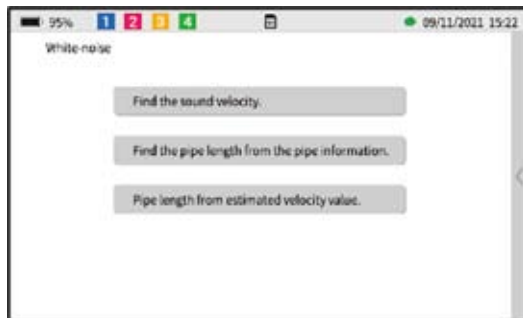 95% 1 2 3 4 09/11/2021 15:22
White-noise
Find the sound velocity.
Find the pipe length from the pipe information.
Pipe length from estimated velocity value.